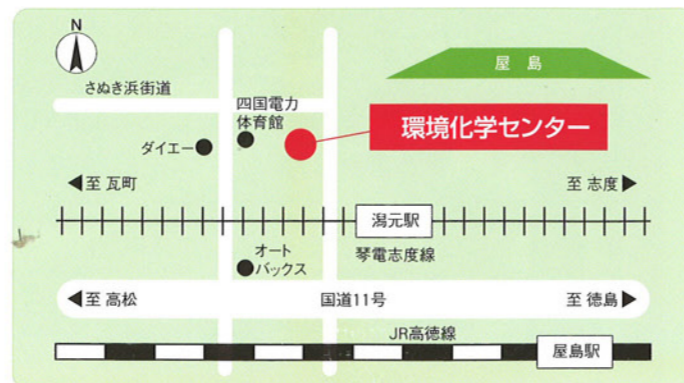 N
屋島
さぬき浜街道
四国電力
体育館
環境化学センター
ダイエー
◀至 瓦町
至 志度▶
潟元駅
琴電志度線
オート
バックス
◀至 高松
国道11号
至 徳島▶
JR高徳線
屋島駅